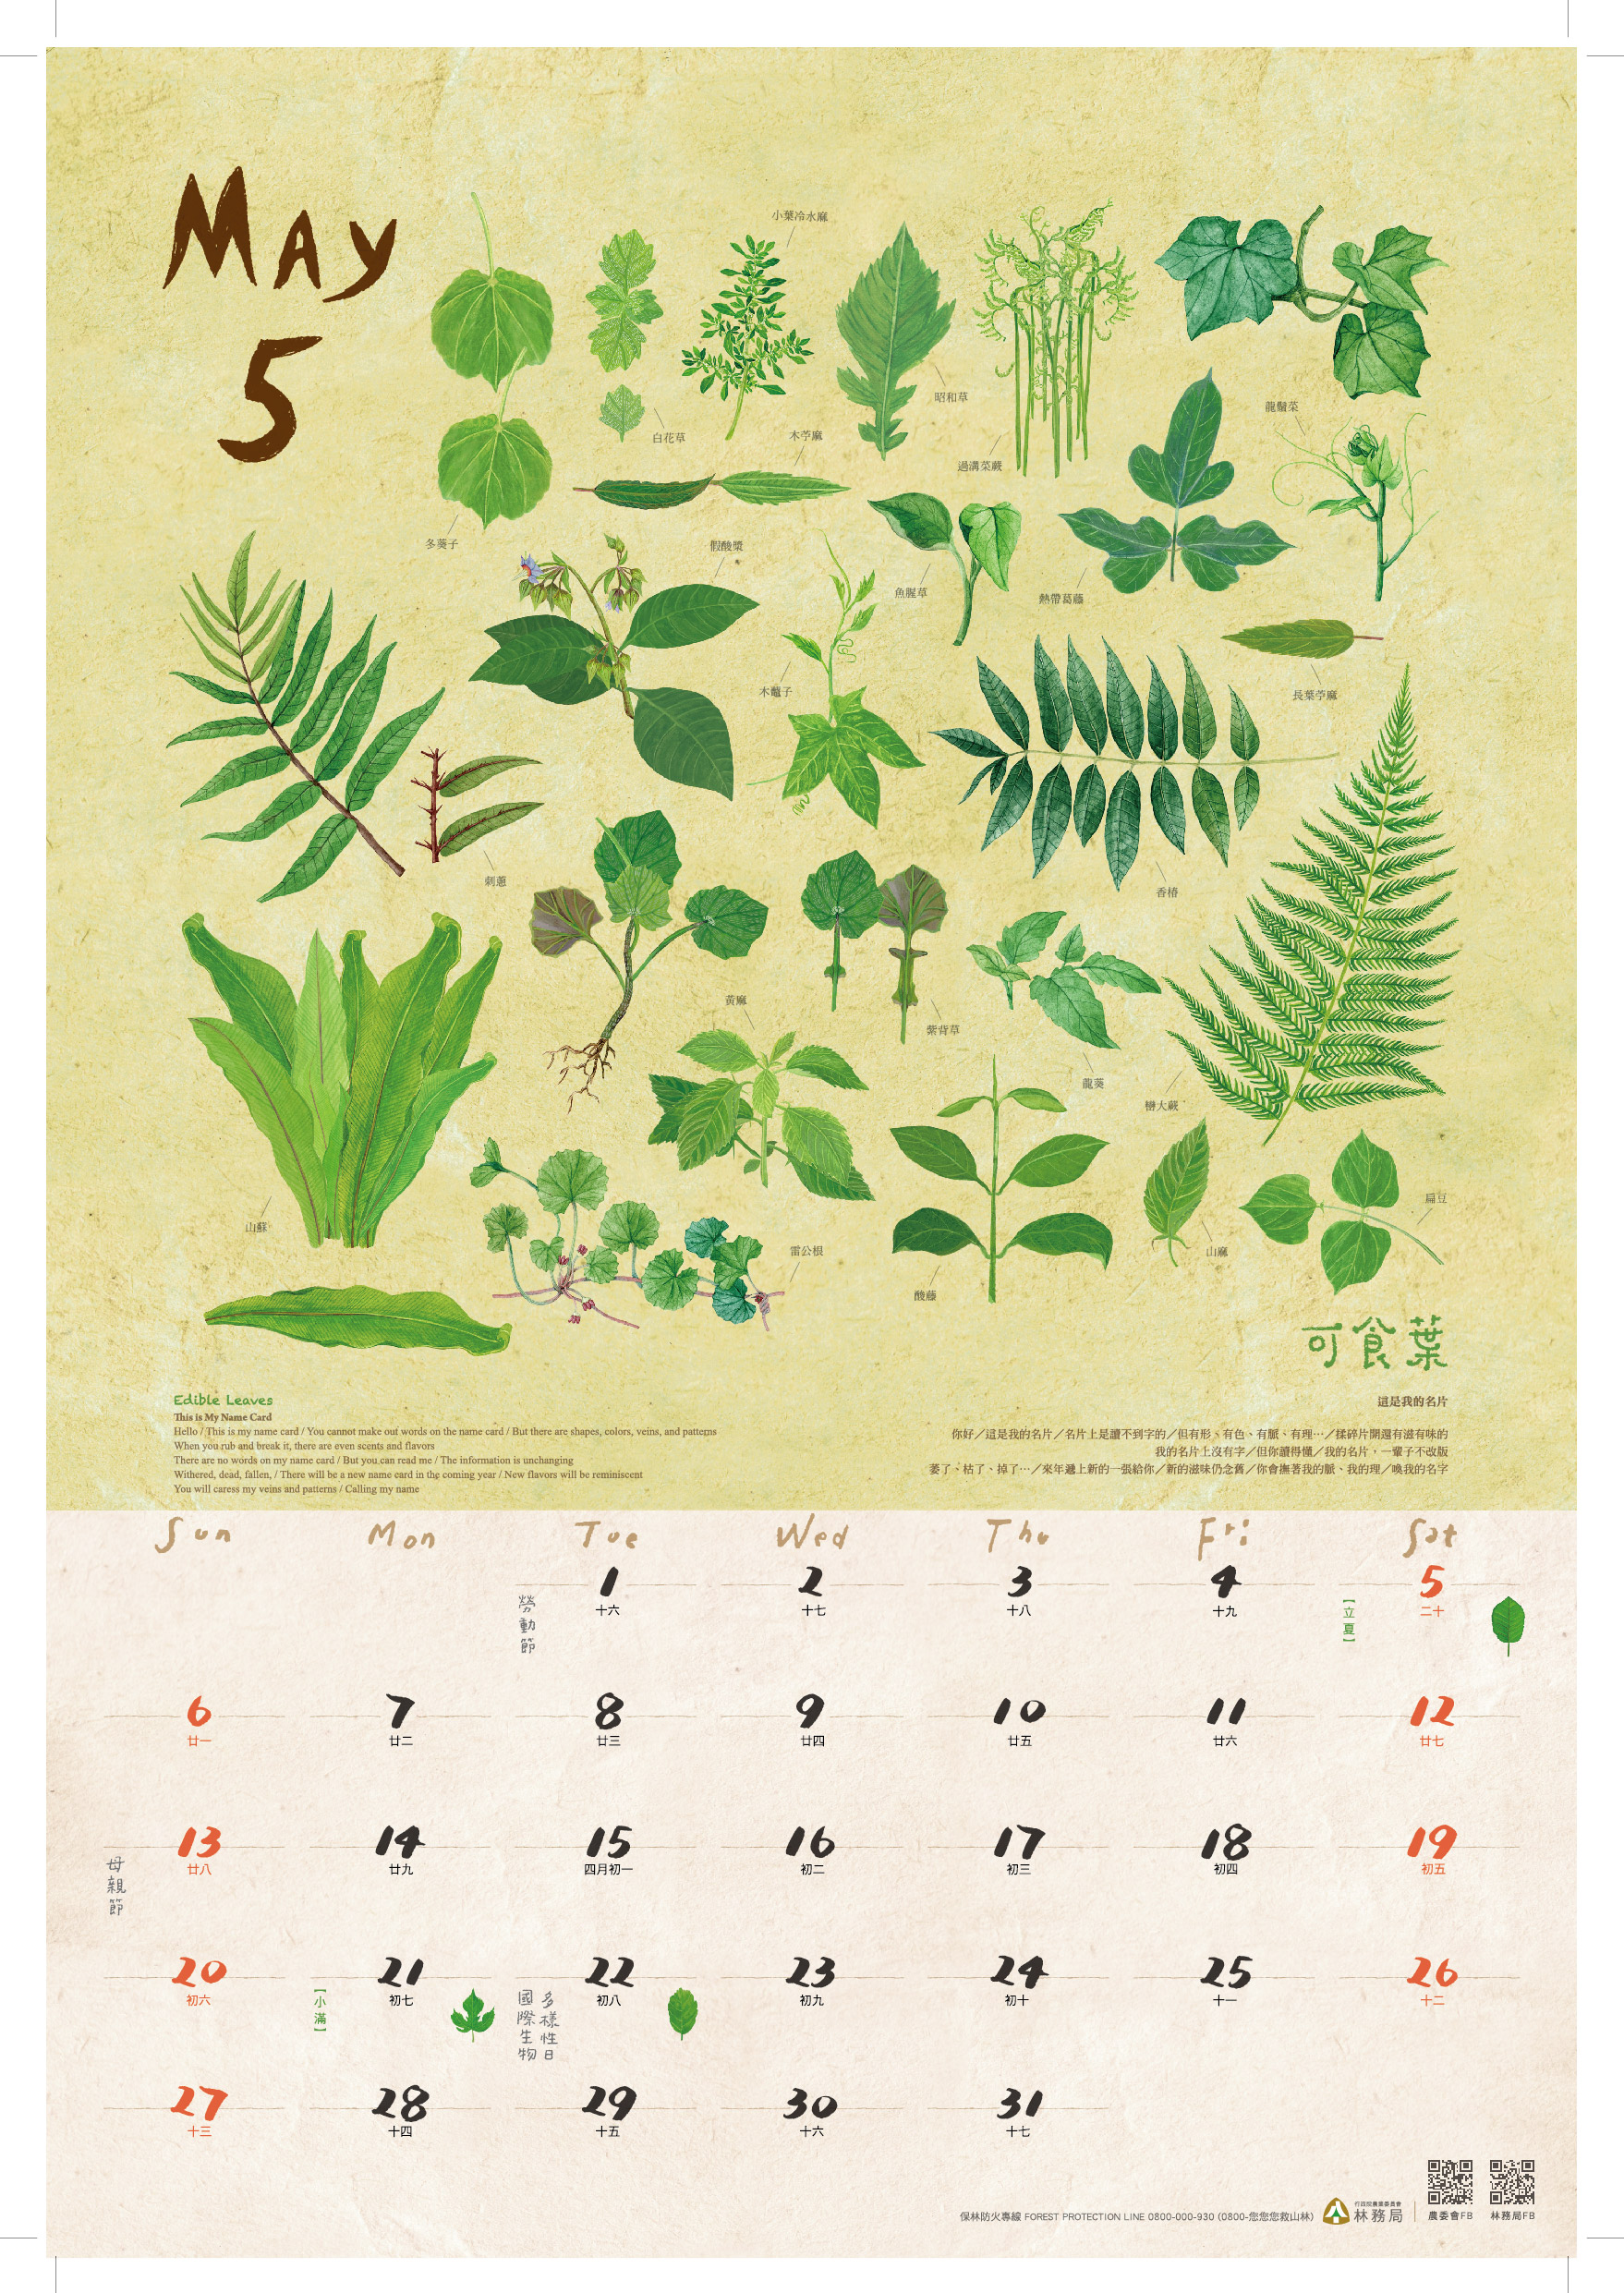 May
5
小葉冷水麻
昭和草
龍鬚菜
白花草
木苧麻
過溝菜蕨
冬葵子
假酸漿
魚腥草
熱帶葛藤
木虌子
長葉苧麻
刺蔥
香椿
黃麻
紫背草
龍葵
巒大蕨
山蘇
雷公根
酸藤
山麻
扁豆
可食葉
Edible Leaves
This is My Name Card
Hello / This is my name card / You cannot make out words on the name card / But there are shapes, colors, veins, and patterns
When you rub and break it, there are even scents and flavors
There are no words on my name card / But you can read me / The information is unchanging
Withered, dead, fallen, / There will be a new name card in the coming year / New flavors will be reminiscent
You will caress my veins and patterns / Calling my name
這是我的名片
你好／這是我的名片／名片上是讀不到字的／但有形、有色、有脈、有理…／揉碎片開還有滋有味的
我的名片上沒有字／但你讀得懂／我的名片，一輩子不改版
萎了、枯了、掉了…／來年遞上新的一張給你／新的滋味仍念舊／你會撫著我的脈、我的理／喚我的名字
Sun Mon Tue Wed Thu Fri Sat
1 2 3 4 5
十六 十七 十八 十九 二十
勞動節
【立夏】
6 7 8 9 10 11 12
廿一 廿二 廿三 廿四 廿五 廿六 廿七
13 14 15 16 17 18 19
廿八 廿九 四月初一 初二 初三 初四 初五
母親節
20 21 22 23 24 25 26
初六 初七 初八 初九 初十 十一 十二
【小滿】
國際生物
多樣性日
27 28 29 30 31
十三 十四 十五 十六 十七
保林防火專線 FOREST PROTECTION LINE 0800-000-930 (0800-您您您救山林)
行政院農業委員會
林務局
農委會FB 林務局FB